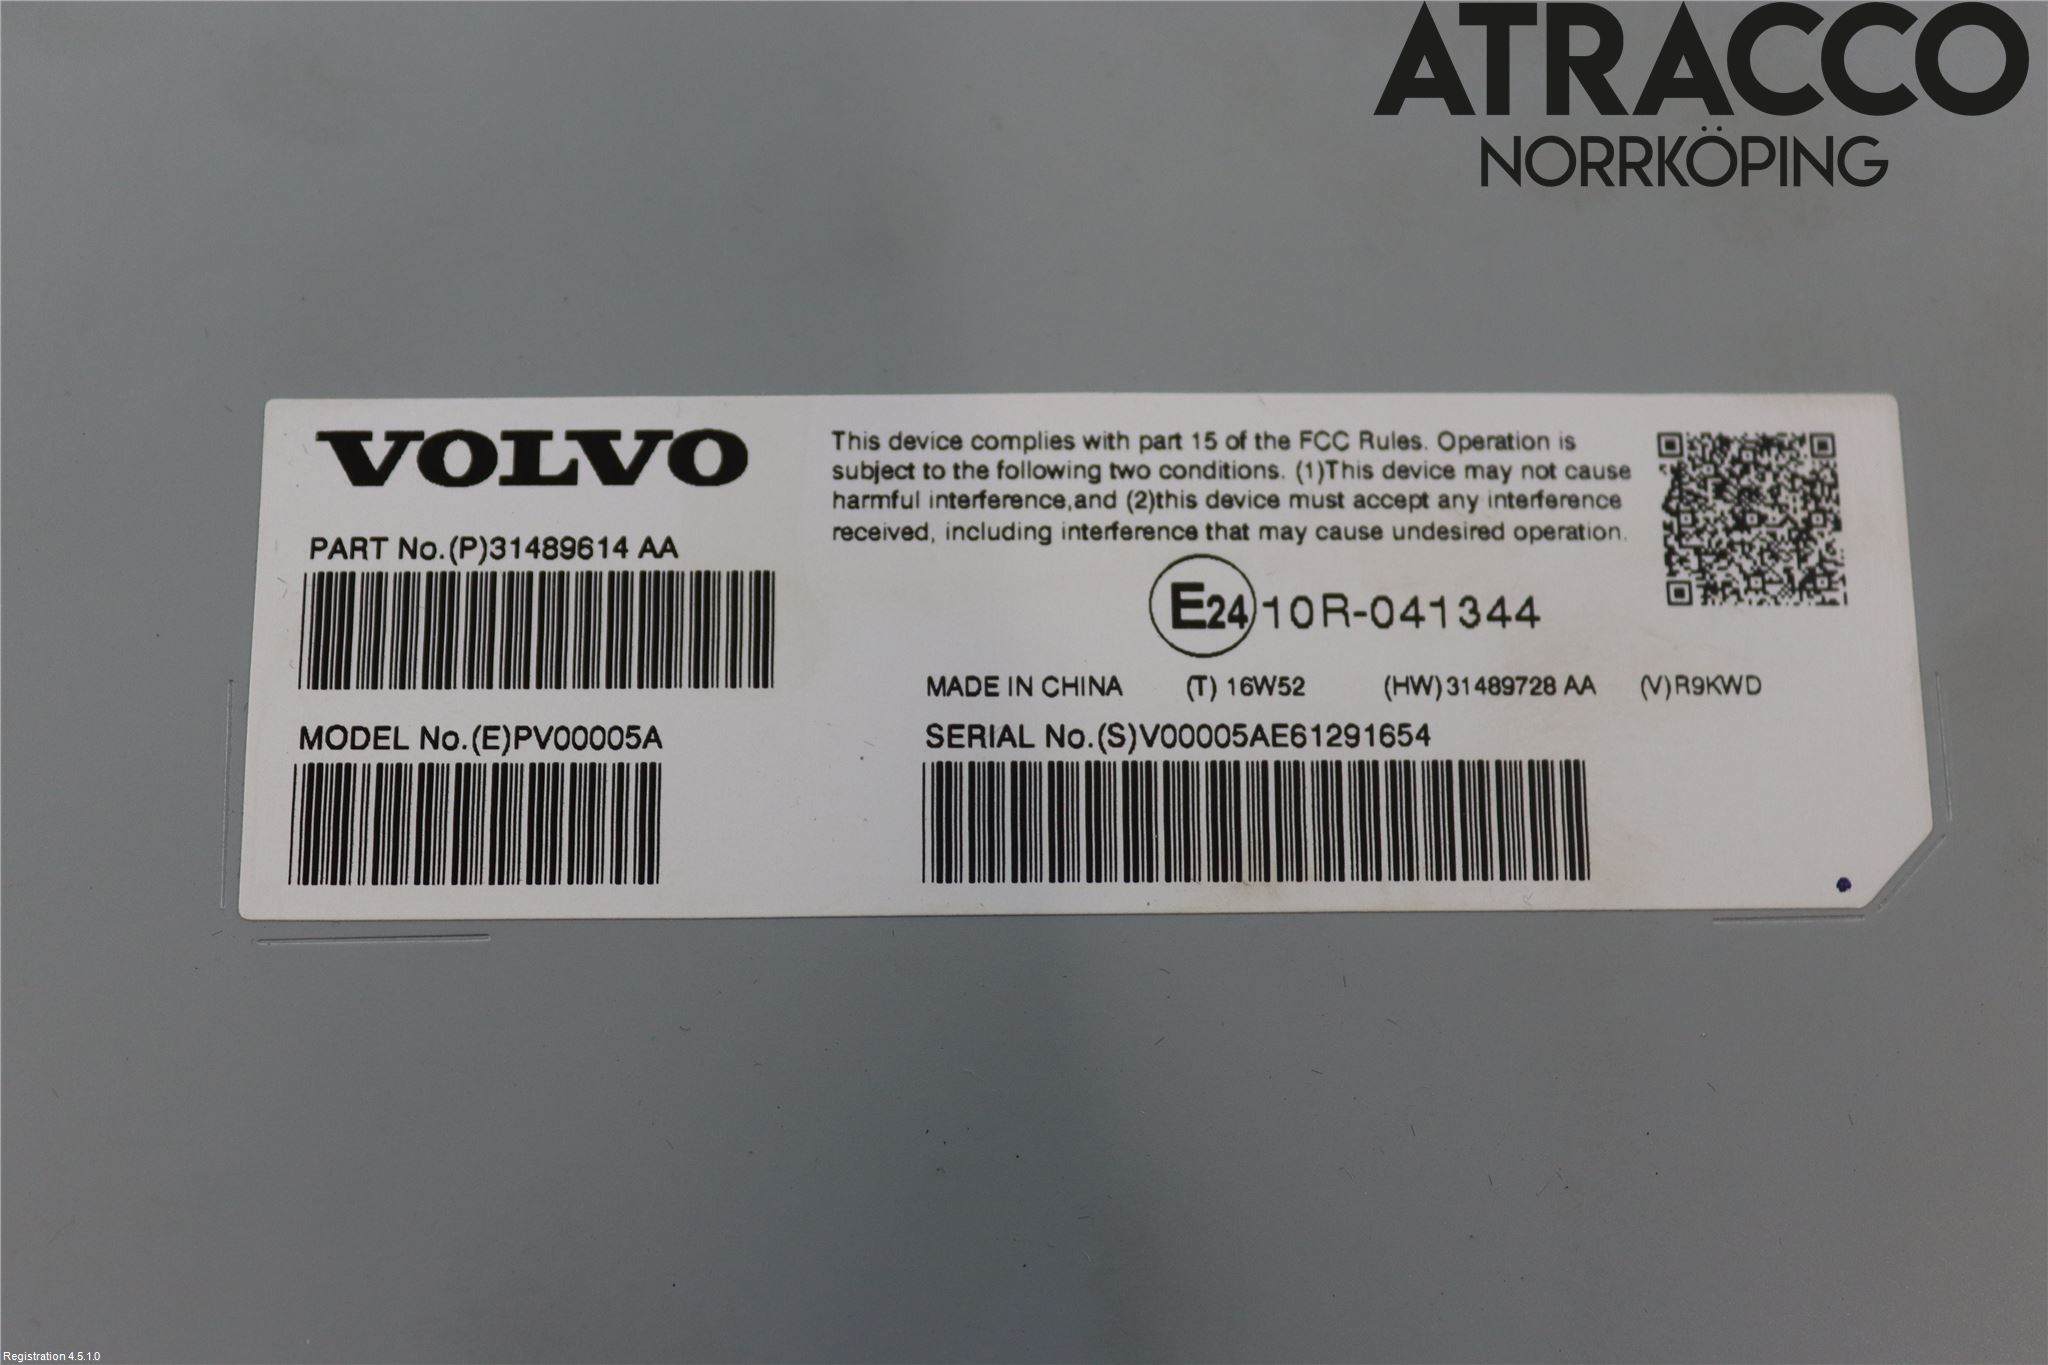 ATRACCO
NORRKÖPING
VOLVO
This device complies with part 15 of the FCC Rules. Operation is
subject to the following two conditions. (1)This device may not cause
harmful interference,and (2)this device must accept any interference
received, including interference that may cause undesired operation.
PART No.(P)31489614 AA
E24 10R-041344
MADE IN CHINA (T) 16W52 (HW)31489728 AA (V)R9KWD
MODEL No.(E)PV00005A
SERIAL No.(S)V00005AE61291654
Registration 4.5.1.0